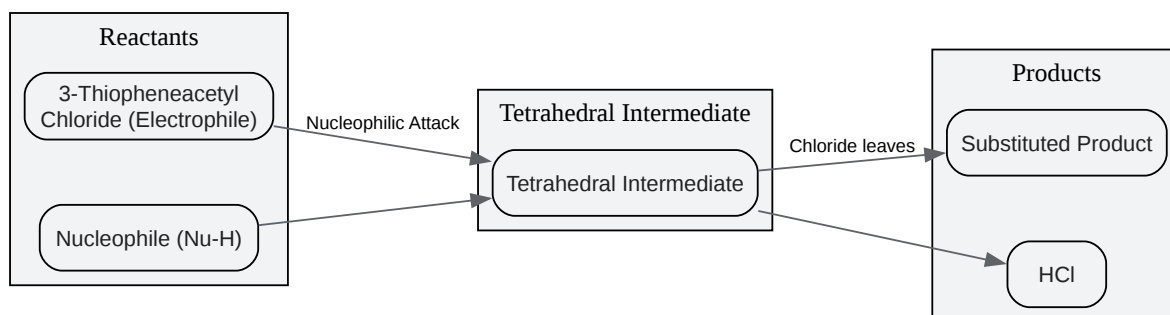 Reactants
3-Thiopheneacetyl
Chloride (Electrophile)
Nucleophile (Nu-H)
Nucleophilic Attack
Tetrahedral Intermediate
Tetrahedral Intermediate
Chloride leaves
Products
Substituted Product
HCl